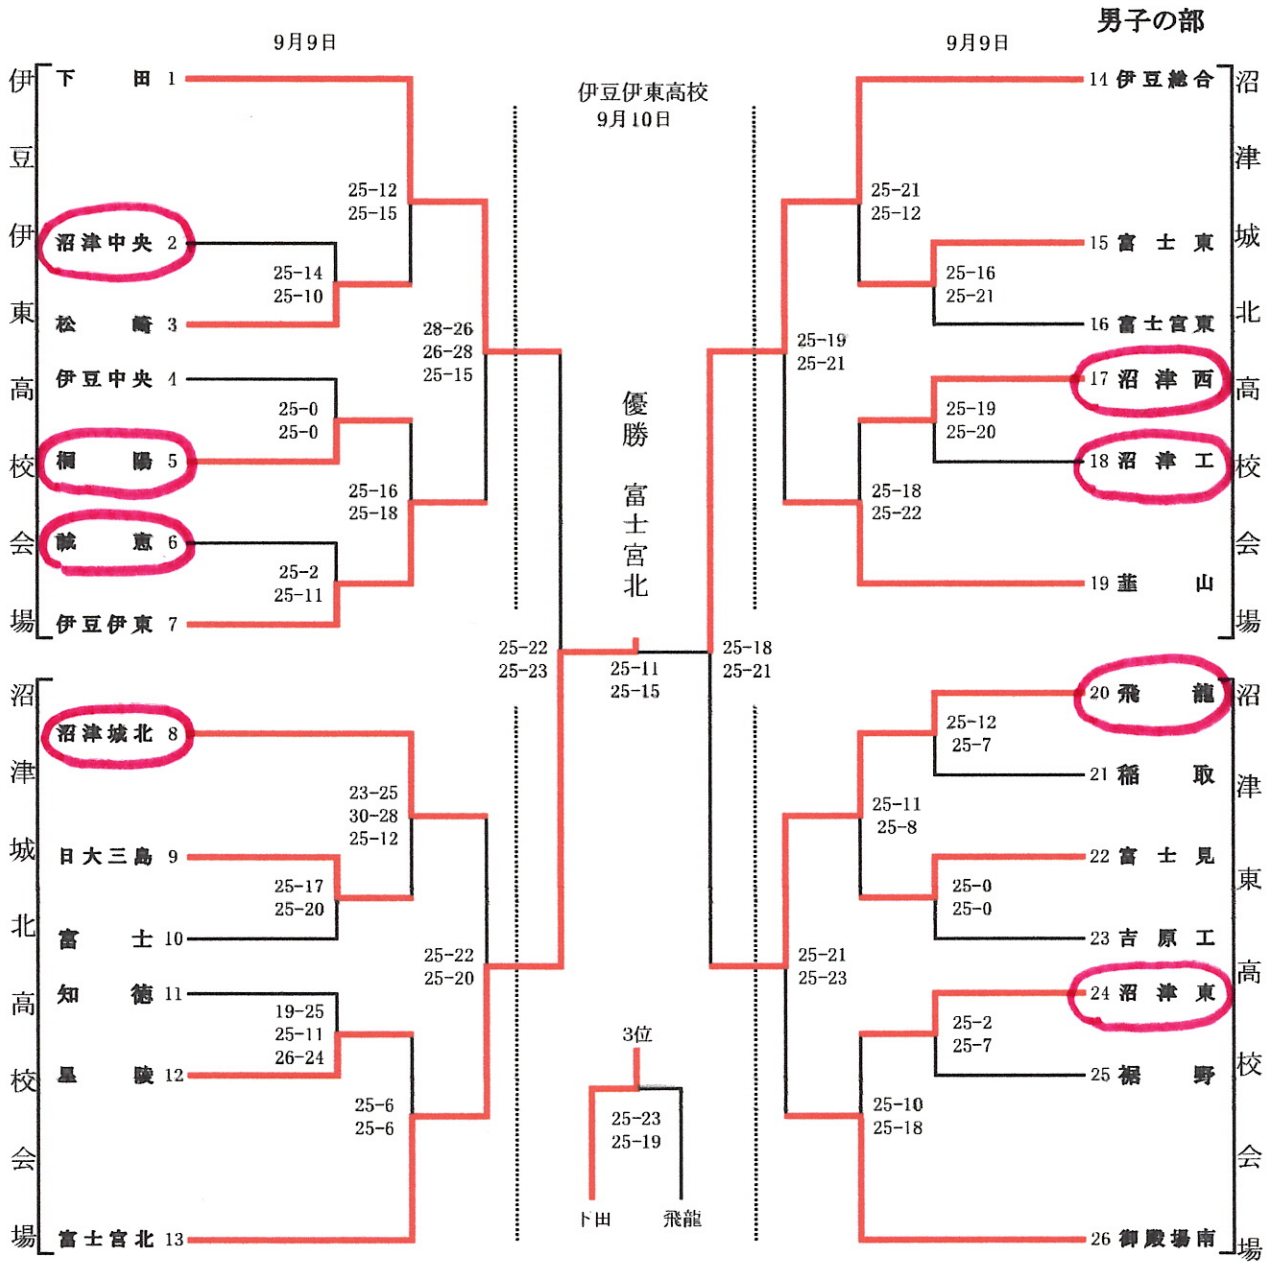 男子の部
9月9日
伊豆伊東高校
9月10日
9月9日
伊豆伊東高校会場
下田 1
沼津中央 2
松崎 3
伊豆中央 4
桐陽 5
誠恵 6
伊豆伊東 7
25-12
25-15
25-14
25-10
28-26
26-28
25-15
25-0
25-0
25-16
25-18
25-2
25-11
沼津城北高校会場
沼津城北 8
日大三島 9
富士 10
知徳 11
星陵 12
富士宮北 13
23-25
30-28
25-12
25-17
25-20
25-22
25-20
19-25
25-11
26-24
25-6
25-6
優勝 富士宮北
25-22
25-23
25-11
25-15
25-18
25-21
3位
25-23
25-19
下田
飛龍
沼津城北高校会場
14 伊豆総合
15 富士東
16 富士宮東
17 沼津西
18 沼津工
19 韮山
25-21
25-12
25-16
25-21
25-19
25-21
25-19
25-20
25-18
25-22
沼津東高校会場
20 飛龍
21 稲取
22 富士見
23 吉原工
24 沼津東
25 裾野
26 御殿場南
25-12
25-7
25-11
25-8
25-0
25-0
25-21
25-23
25-2
25-7
25-10
25-18